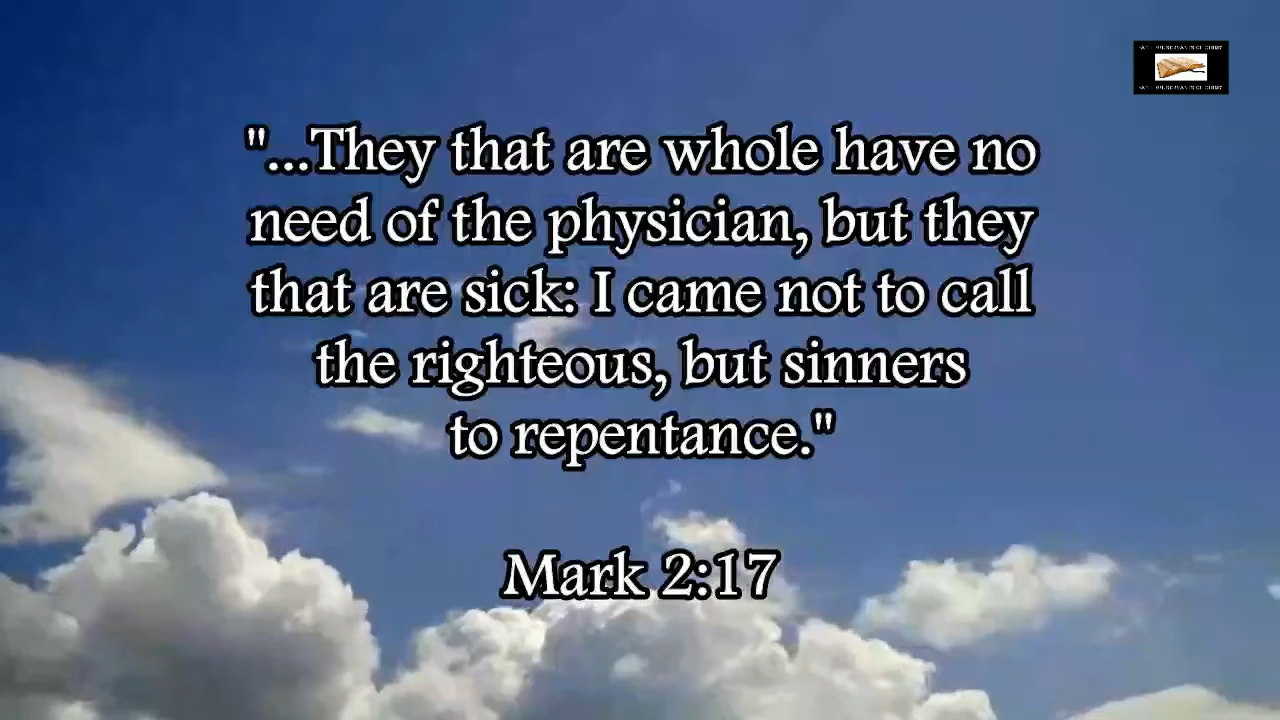 "...They that are whole have no
need of the physician, but they
that are sick: I came not to call
the righteous, but sinners
to repentance."
Mark 2:17